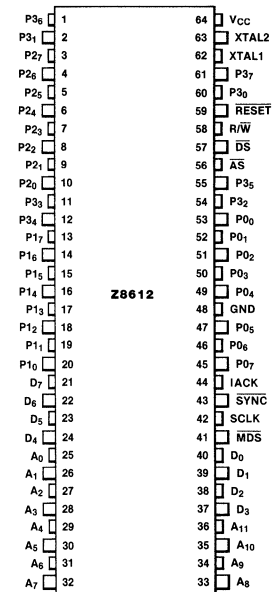 P3₆ 1 64 VCC
P3₁ 2 63 XTAL2
P2₇ 3 62 XTAL1
P2₆ 4 61 P3₇
P2₅ 5 60 P3₀
P2₄ 6 59 R̅E̅S̅E̅T̅
P2₃ 7 58 R/W̅
P2₂ 8 57 D̅S̅
P2₁ 9 56 A̅S̅
P2₀ 10 55 P3₅
P3₃ 11 54 P3₂
P3₄ 12 53 P0₀
P1₇ 13 52 P0₁
P1₆ 14 51 P0₂
P1₅ 15 50 P0₃
P1₄ 16 Z8612 49 P0₄
P1₃ 17 48 GND
P1₂ 18 47 P0₅
P1₁ 19 46 P0₆
P1₀ 20 45 P0₇
D₇ 21 44 IACK
D₆ 22 43 S̅Y̅N̅C̅
D₅ 23 42 SCLK
D₄ 24 41 M̅D̅S̅
A₀ 25 40 D₀
A₁ 26 39 D₁
A₂ 27 38 D₂
A₃ 28 37 D₃
A₄ 29 36 A₁₁
A₅ 30 35 A₁₀
A₆ 31 34 A₉
A₇ 32 33 A₈